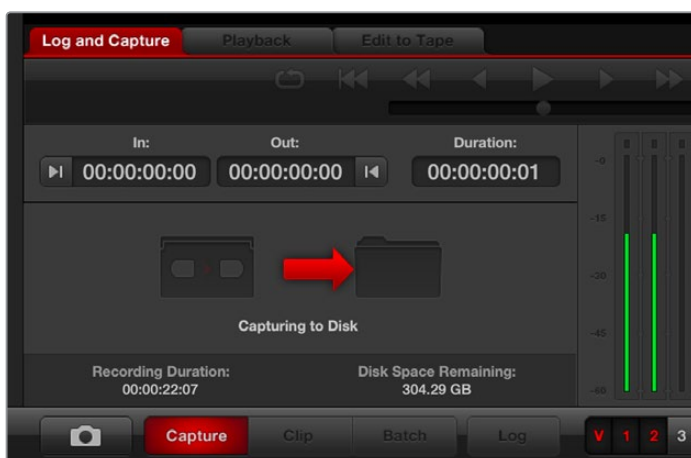 Log and Capture Playback Edit to Tape
In: Out: Duration:
00:00:00:00 00:00:00:00 00:00:00:01
-0
-15
-30
-45
-60
Capturing to Disk
Recording Duration: Disk Space Remaining:
00:00:22:07 304.29 GB
Capture Clip Batch Log V 1 2 3